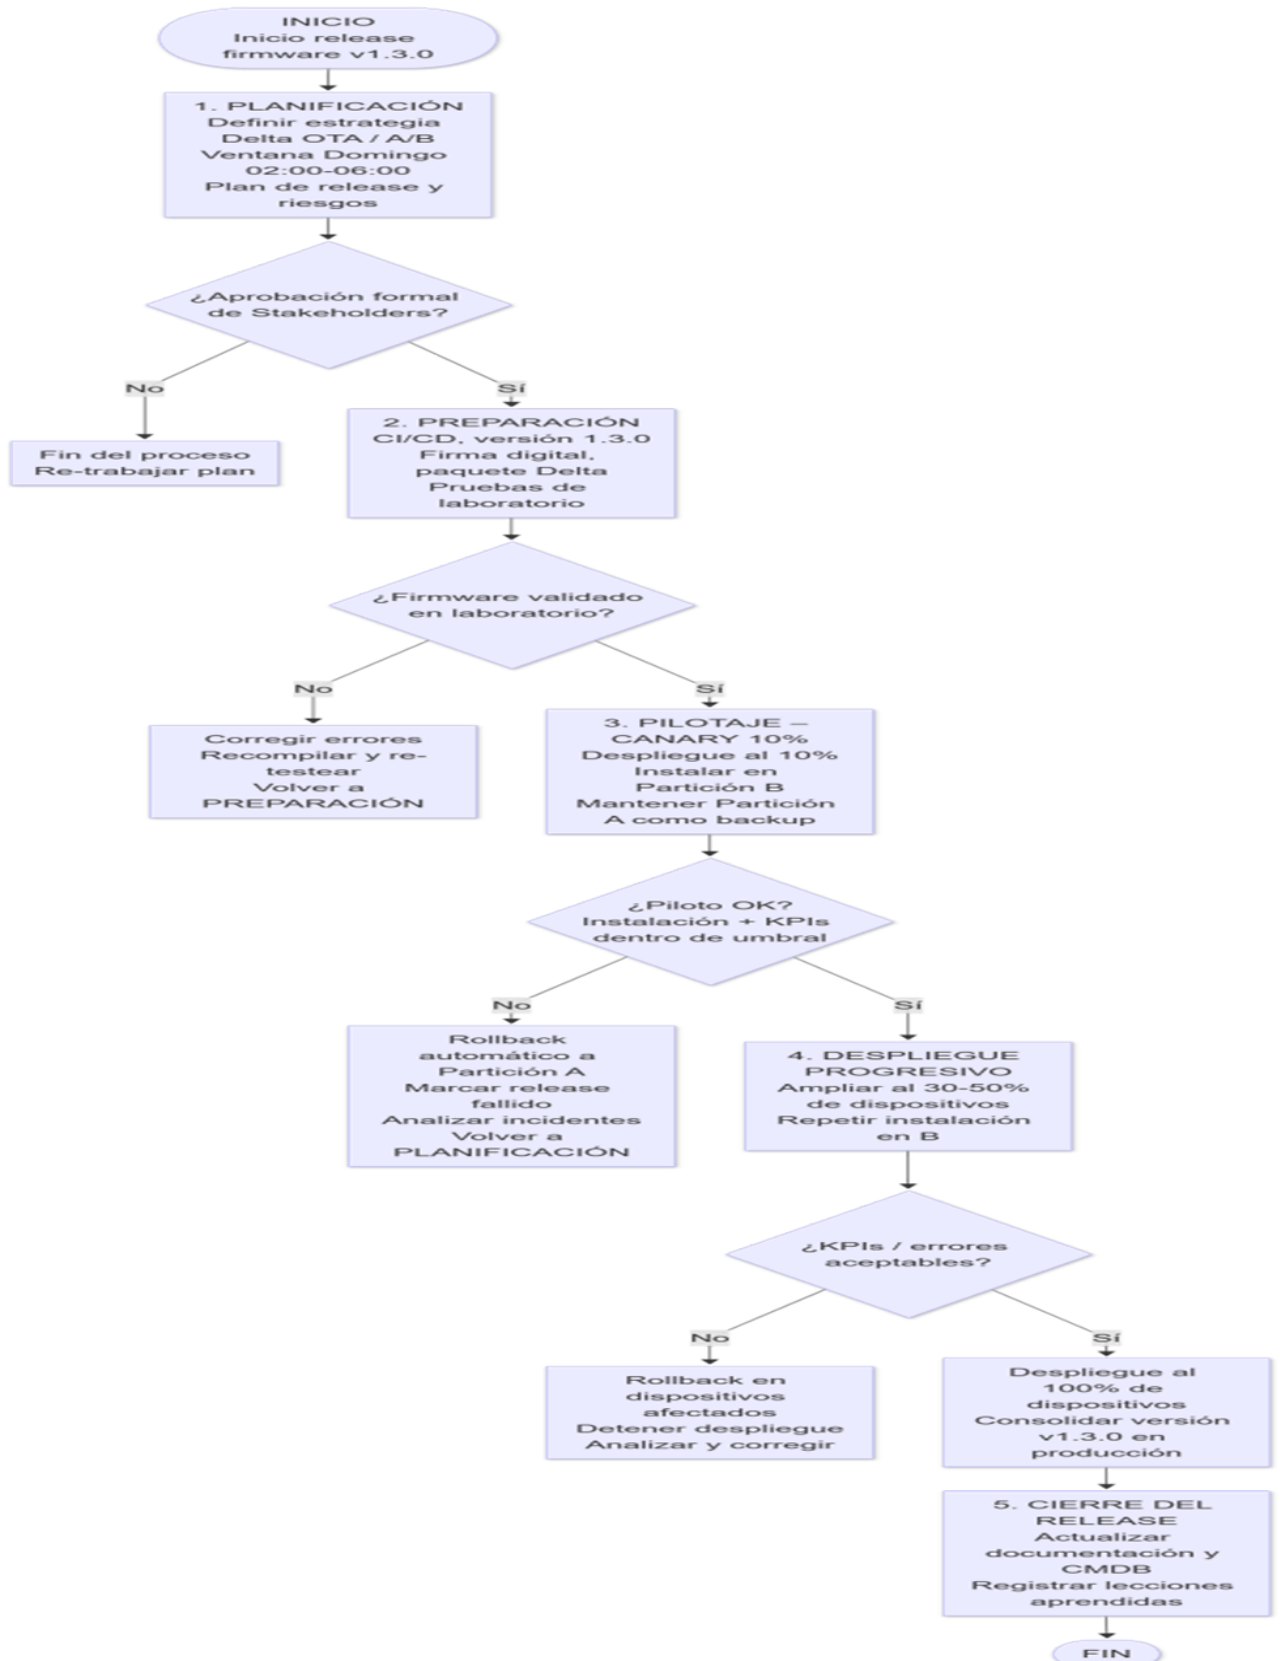 INICIO
Inicio release
firmware v1.3.0
1. PLANIFICACIÓN
Definir estrategia
Delta OTA / A/B
Ventana Domingo
02:00-06:00
Plan de release y
riesgos
¿Aprobación formal
de Stakeholders?
No
Sí
Fin del proceso
Re-trabajar plan
2. PREPARACIÓN
CI/CD, versión 1.3.0
Firma digital,
paquete Delta
Pruebas de
laboratorio
¿Firmware validado
en laboratorio?
No
Sí
Corregir errores
Recompilar y re-
testear
Volver a
PREPARACIÓN
3. PILOTAJE –
CANARY 10%
Despliegue al 10%
Instalar en
Partición B
Mantener Partición
A como backup
¿Piloto OK?
Instalación + KPIs
dentro de umbral
No
Sí
Rollback
automático a
Partición A
Marcar release
fallido
Analizar incidentes
Volver a
PLANIFICACIÓN
4. DESPLIEGUE
PROGRESIVO
Ampliar al 30-50%
de dispositivos
Repetir instalación
en B
¿KPIs / errores
aceptables?
No
Sí
Rollback en
dispositivos
afectados
Detener despliegue
Analizar y corregir
Despliegue al
100% de
dispositivos
Consolidar versión
v1.3.0 en
producción
5. CIERRE DEL
RELEASE
Actualizar
documentación y
CMDB
Registrar lecciones
aprendidas
FIN